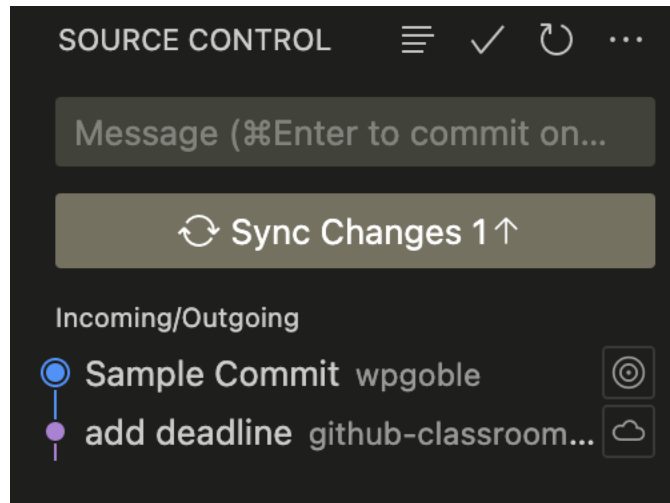 SOURCE CONTROL
Message (⌘Enter to commit on...
Sync Changes 1↑
Incoming/Outgoing
Sample Commit wpgoble
add deadline github-classroom...